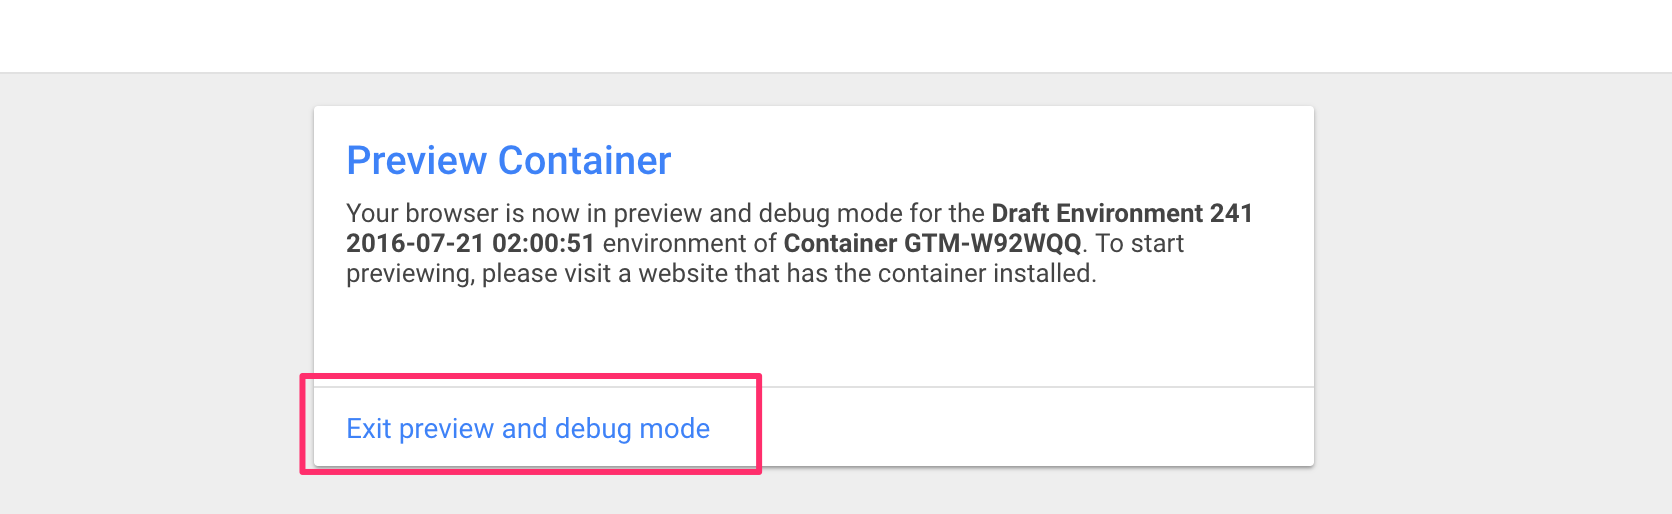 Preview Container
Your browser is now in preview and debug mode for the Draft Environment 241
2016-07-21 02:00:51 environment of Container GTM-W92WQQ. To start
previewing, please visit a website that has the container installed.
Exit preview and debug mode